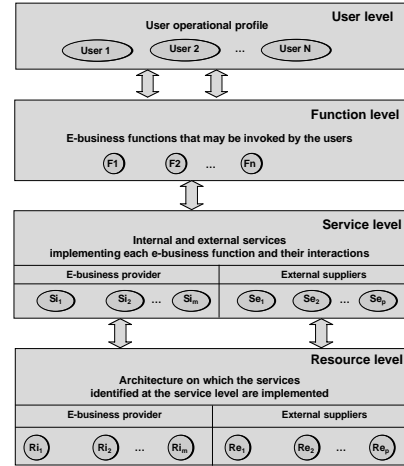 User level
User operational profile
User 1 User 2 ... User N
Function level
E-business functions that may be invoked by the users
F1 F2 ... Fn
Service level
Internal and external services
implementing each e-business function and their interactions
E-business provider External suppliers
Si1 Si2 ... Sim Se1 Se2 ... Sep
Resource level
Architecture on which the services
identified at the service level are implemented
E-business provider External suppliers
Ri1 Ri2 ... Rim Re1 Re2 ... Rep